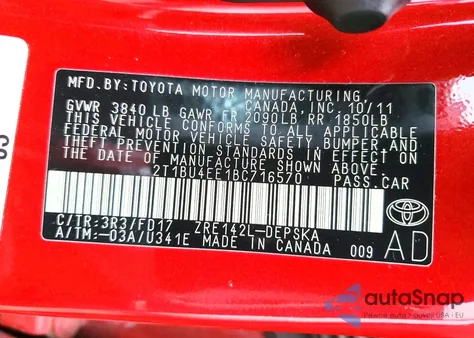 MFD.BY:TOYOTA MOTOR MANUFACTURING
CANADA, INC. 10/11
GVWR 3840 LB GAWR FR 2090LB RR 1850LB
THIS VEHICLE CONFORMS TO ALL APPLICABLE
FEDERAL MOTOR VEHICLE SAFETY,BUMPER,AND
THEFT PREVENTION STANDARDS IN EFFECT ON
THE DATE OF MANUFACTURE SHOWN ABOVE.
2T1BU4EE1BC716570 PASS.CAR
C/TR:3R3/FD17 ZRE142L-DEPSKA
A/TM:-03A/U341E MADE IN CANADA 009
TOYOTA
AD
autoSnap